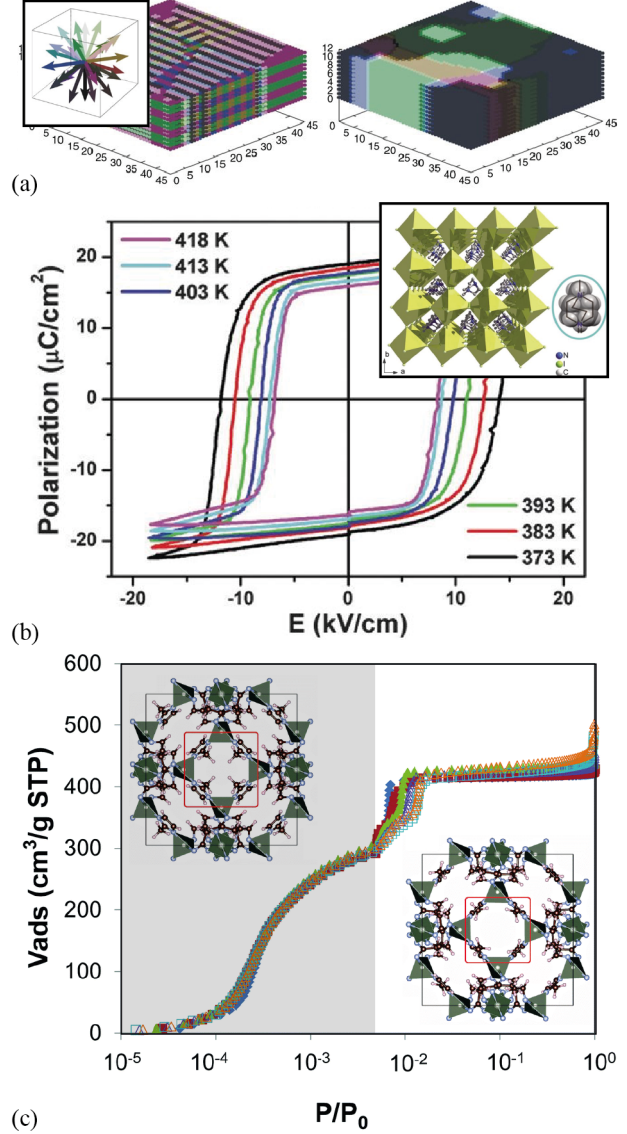 12
10
8
6
4
2
0
0
5
10
15
20
25
30
35
40
45
0
5
10
15
20
25
30
35
40
45
0
5
10
15
20
25
30
35
40
45
(a)
418 K
413 K
403 K
b
a
N
I
C
Polarization (μC/cm²)
20
10
0
-10
-20
393 K
383 K
373 K
-20 -10 0 10 20
E (kV/cm)
(b)
600
500
400
300
200
100
0
Vads (cm³/g STP)
10⁻⁵ 10⁻⁴ 10⁻³ 10⁻² 10⁻¹ 10⁰
P/P₀
(c)